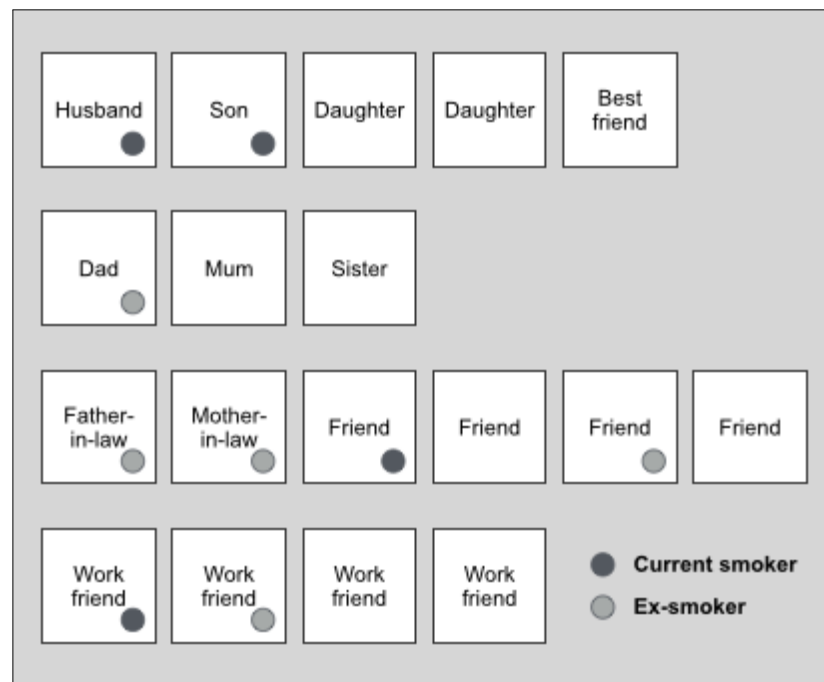 Husband
Son
Daughter
Daughter
Best
friend
Dad
Mum
Sister
Father-
in-law
Mother-
in-law
Friend
Friend
Friend
Friend
Work
friend
Work
friend
Work
friend
Work
friend
Current smoker
Ex-smoker